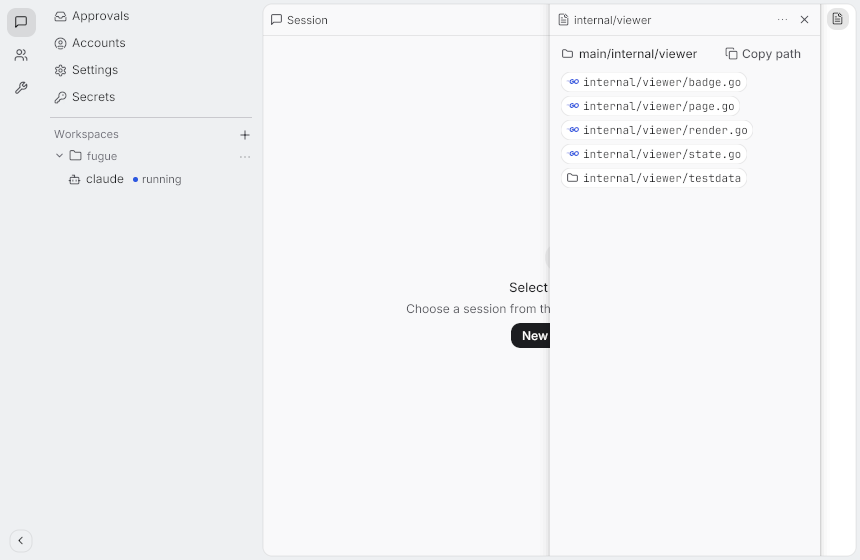 Approvals
Accounts
Settings
Secrets
Workspaces
fugue
claude running
Session
Select
Choose a session from th
New
internal/viewer
main/internal/viewer Copy path
internal/viewer/badge.go
internal/viewer/page.go
internal/viewer/render.go
internal/viewer/state.go
internal/viewer/testdata